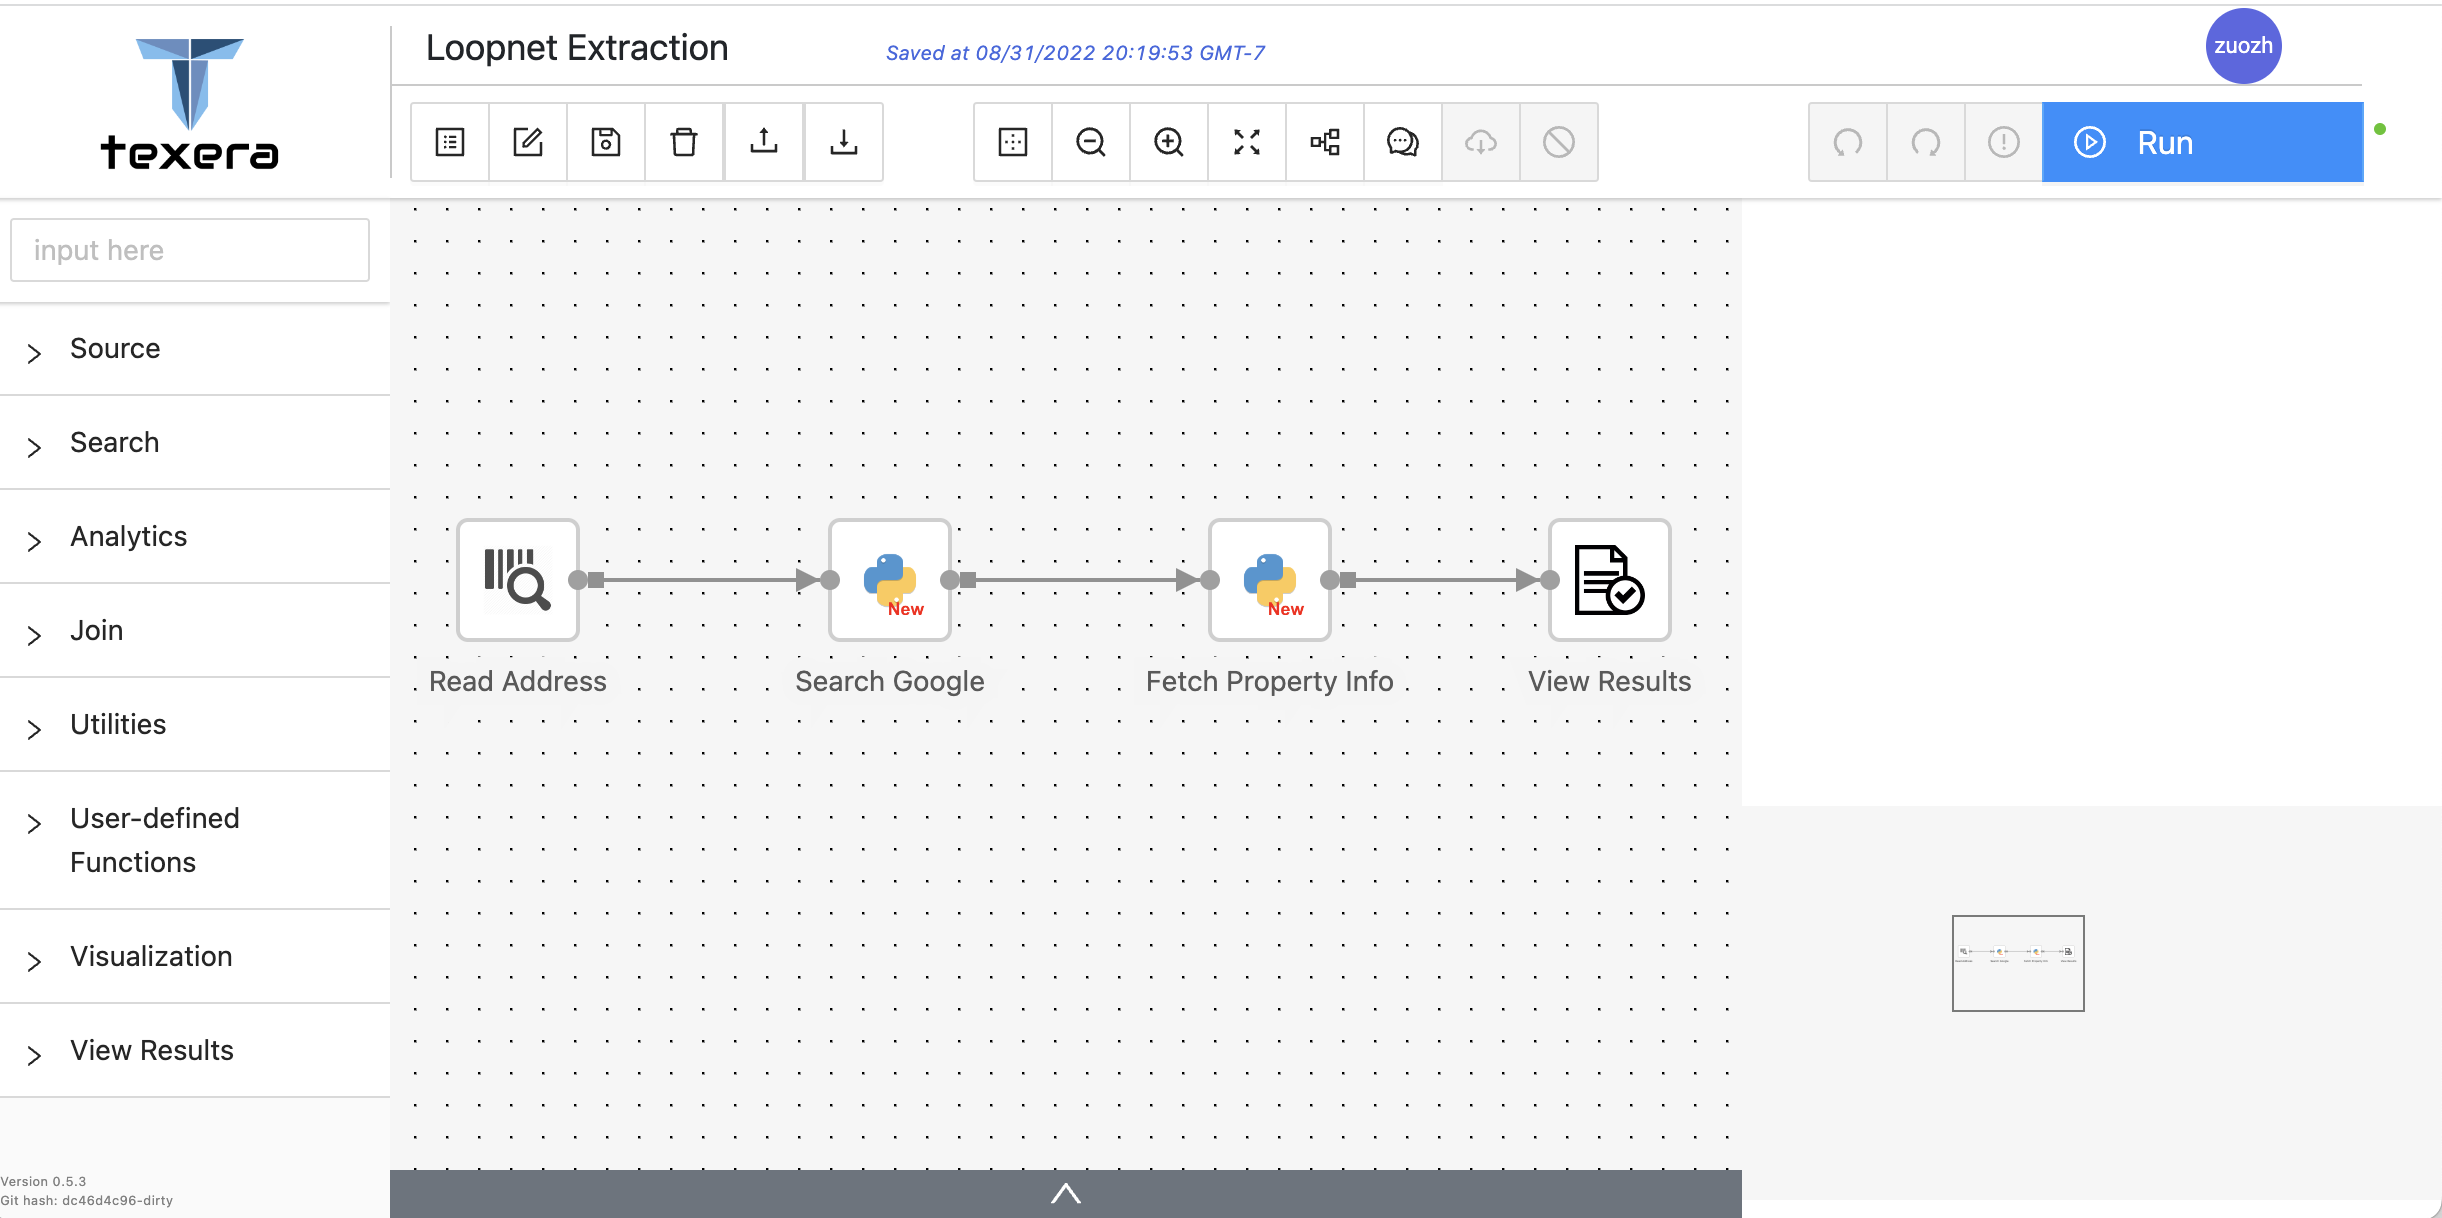 texera
Loopnet Extraction
Saved at 08/31/2022 20:19:53 GMT-7
zuozh
Run
input here
Source
Search
Analytics
Join
Utilities
User-defined
Functions
Visualization
View Results
New
New
Read Address
Search Google
Fetch Property Info
View Results
Version 0.5.3
Git hash: dc46d4c96-dirty